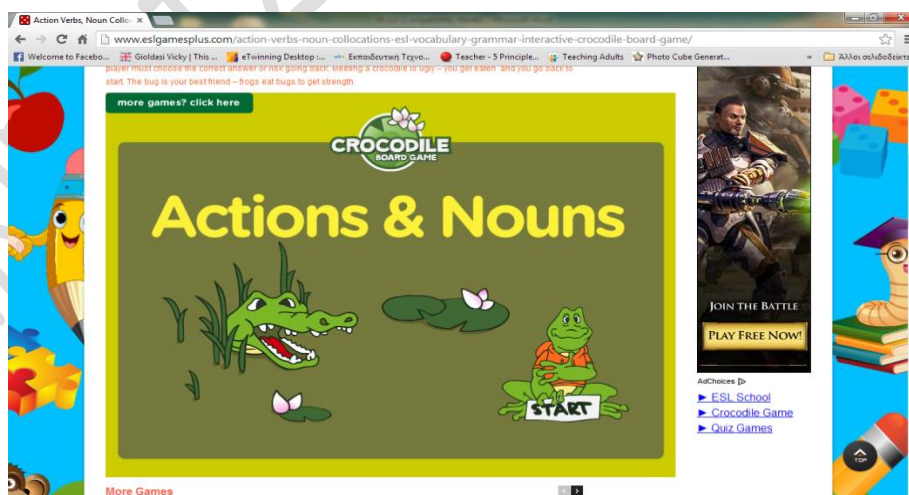 Action Verbs, Noun Collo
www.eslgamesplus.com/action-verbs-noun-collocations-esl-vocabulary-grammar-interactive-crocodile-board-game/
Welcome to Facebo... Gioldasi Vicky | This ... eTwinning Desktop :... Εκπαιδευτική Τεχνο... Teacher - 5 Principle... Teaching Adults Photo Cube Generat... » Άλλοι σελιδοδείκτε
player must choose the correct answer or risk going back. Meeting a crocodile is ugly – you get eaten and you go back to
start. The bug is your best friend – frogs eat bugs to get strength.
more games? click here
CROCODILE
BOARD GAME
Actions & Nouns
START
JOIN THE BATTLE
PLAY FREE NOW!
AdChoices
► ESL School
► Crocodile Game
► Quiz Games
TOP
More Games